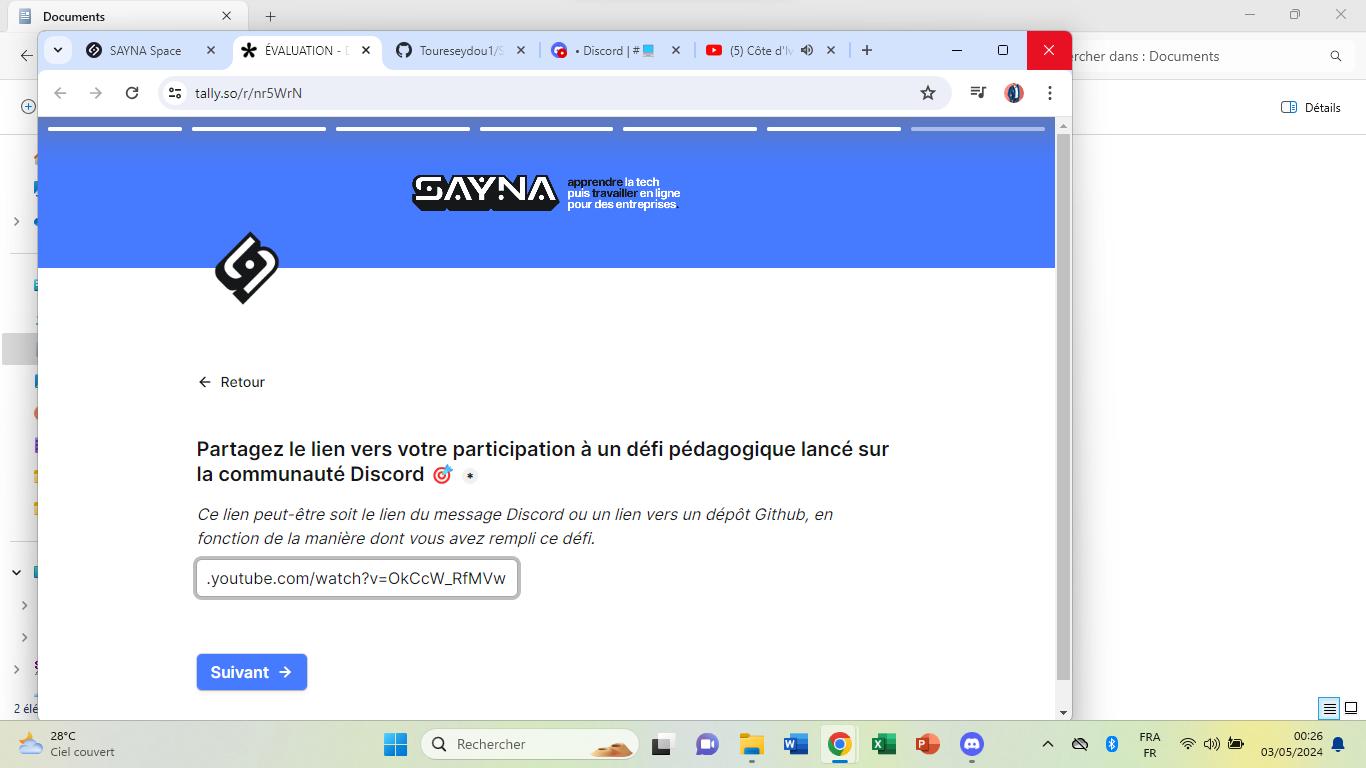 Documents
SAYNA Space
ÉVALUATION - D
Toureseydou1/S
• Discord | #
(5) Côte d'Iv
ercher dans : Documents
tally.so/r/nr5WrN
Détails
SAYNA
apprendre la tech
puis travailler en ligne
pour des entreprises.
Retour
Partagez le lien vers votre participation à un défi pédagogique lancé sur
la communauté Discord 🎯 *
Ce lien peut-être soit le lien du message Discord ou un lien vers un dépôt Github, en
fonction de la manière dont vous avez rempli ce défi.
.youtube.com/watch?v=OkCcW_RfMVw
Suivant →
2 élé
28°C
Ciel couvert
Rechercher
FRA
FR
00:26
03/05/2024